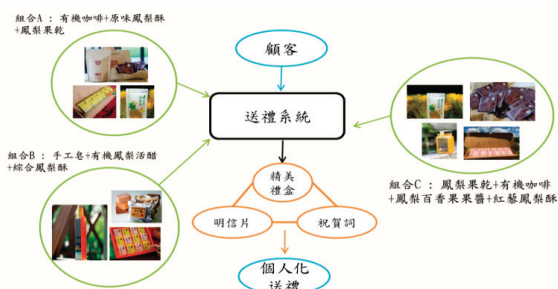 組合A : 有機咖啡+原味鳳梨酥
+鳳梨果乾
顧客
送禮系統
組合B : 手工皂+有機鳳梨活醋
+綜合鳳梨酥
精美
禮盒
明信片
祝賀詞
組合C : 鳳梨果乾+有機咖啡
+鳳梨百香果果醬+紅藜鳳梨酥
個人化
送禮